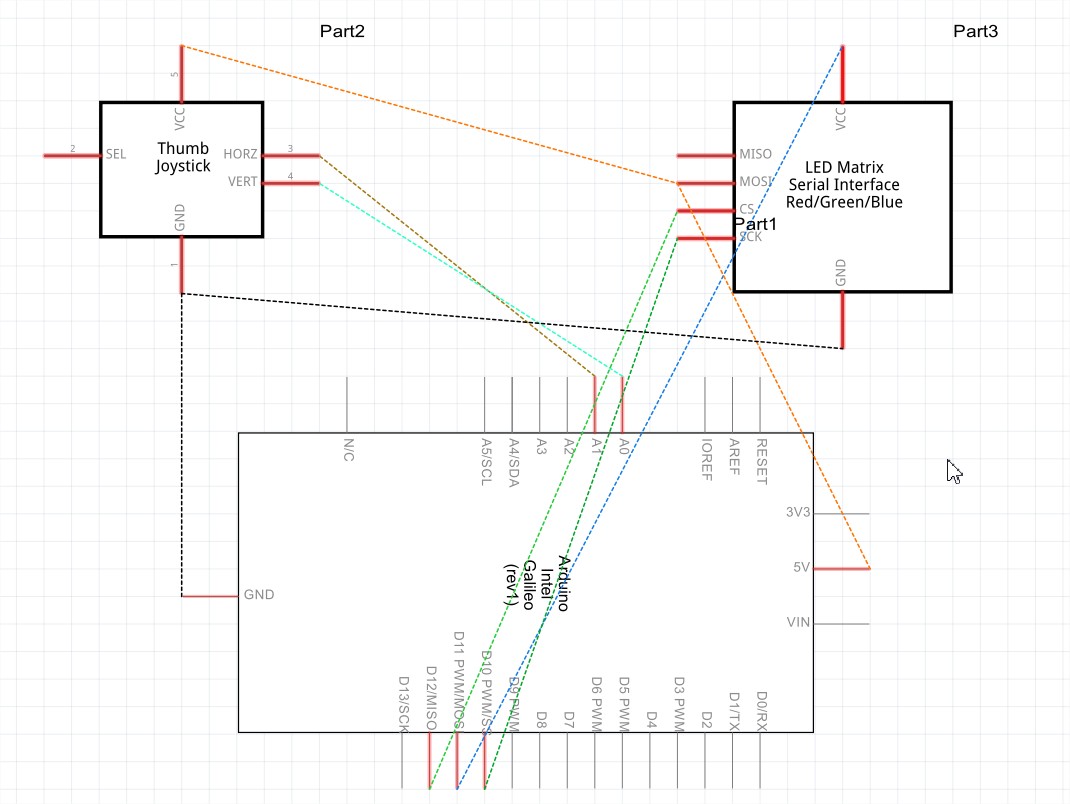 Part2
Part3
5
VCC
VCC
Thumb
Joystick
2
SEL
HORZ
3
VERT
4
GND
1
MISO
MOSI
CS
SCK
Part1
LED Matrix
Serial Interface
Red/Green/Blue
GND
N/C
A5/SCL
A4/SDA
A3
A2
A1
A0
IOREF
AREF
RESET
3V3
5V
VIN
GND
Arduino
Intel
Galileo
(rev1)
D13/SCK
D12/MISO
D11 PWM/MOSI
D10 PWM/SS
D9 PWM
D8
D7
D6 PWM
D5 PWM
D4
D3 PWM
D2
D1/TX
D0/RX